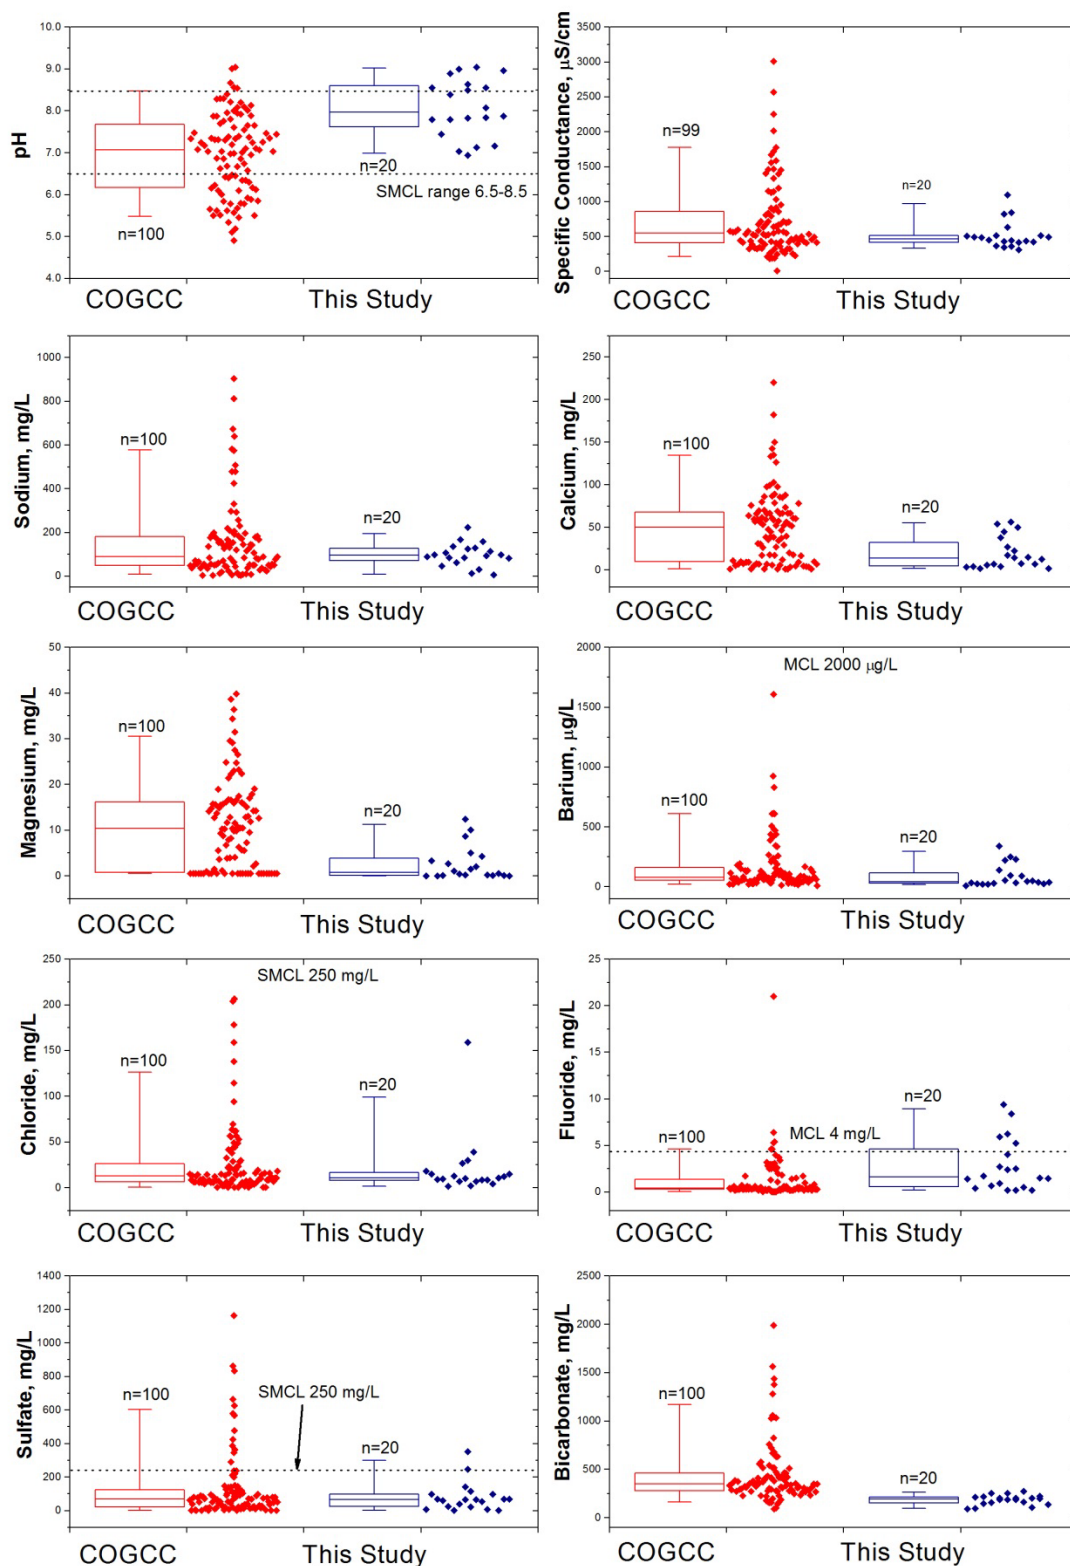 10.0
9.0
8.0
7.0
6.0
5.0
4.0
pH
n=100
n=20
SMCL range 6.5-8.5
COGCC This Study
3500
3000
2500
2000
1500
1000
500
0
Specific Conductance, μS/cm
n=99
n=20
COGCC This Study
1000
800
600
400
200
0
Sodium, mg/L
n=100
n=20
COGCC This Study
250
200
150
100
50
0
Calcium, mg/L
n=100
n=20
COGCC This Study
50
40
30
20
10
0
Magnesium, mg/L
n=100
n=20
COGCC This Study
2000
1500
1000
500
0
Barium, μg/L
MCL 2000 μg/L
n=100
n=20
COGCC This Study
250
200
150
100
50
0
Chloride, mg/L
SMCL 250 mg/L
n=100
n=20
COGCC This Study
25
20
15
10
5
0
Fluoride, mg/L
n=100
MCL 4 mg/L
n=20
COGCC This Study
1400
1200
1000
800
600
400
200
0
Sulfate, mg/L
n=100
SMCL 250 mg/L
n=20
COGCC This Study
2500
2000
1500
1000
500
0
Bicarbonate, mg/L
n=100
n=20
COGCC This Study